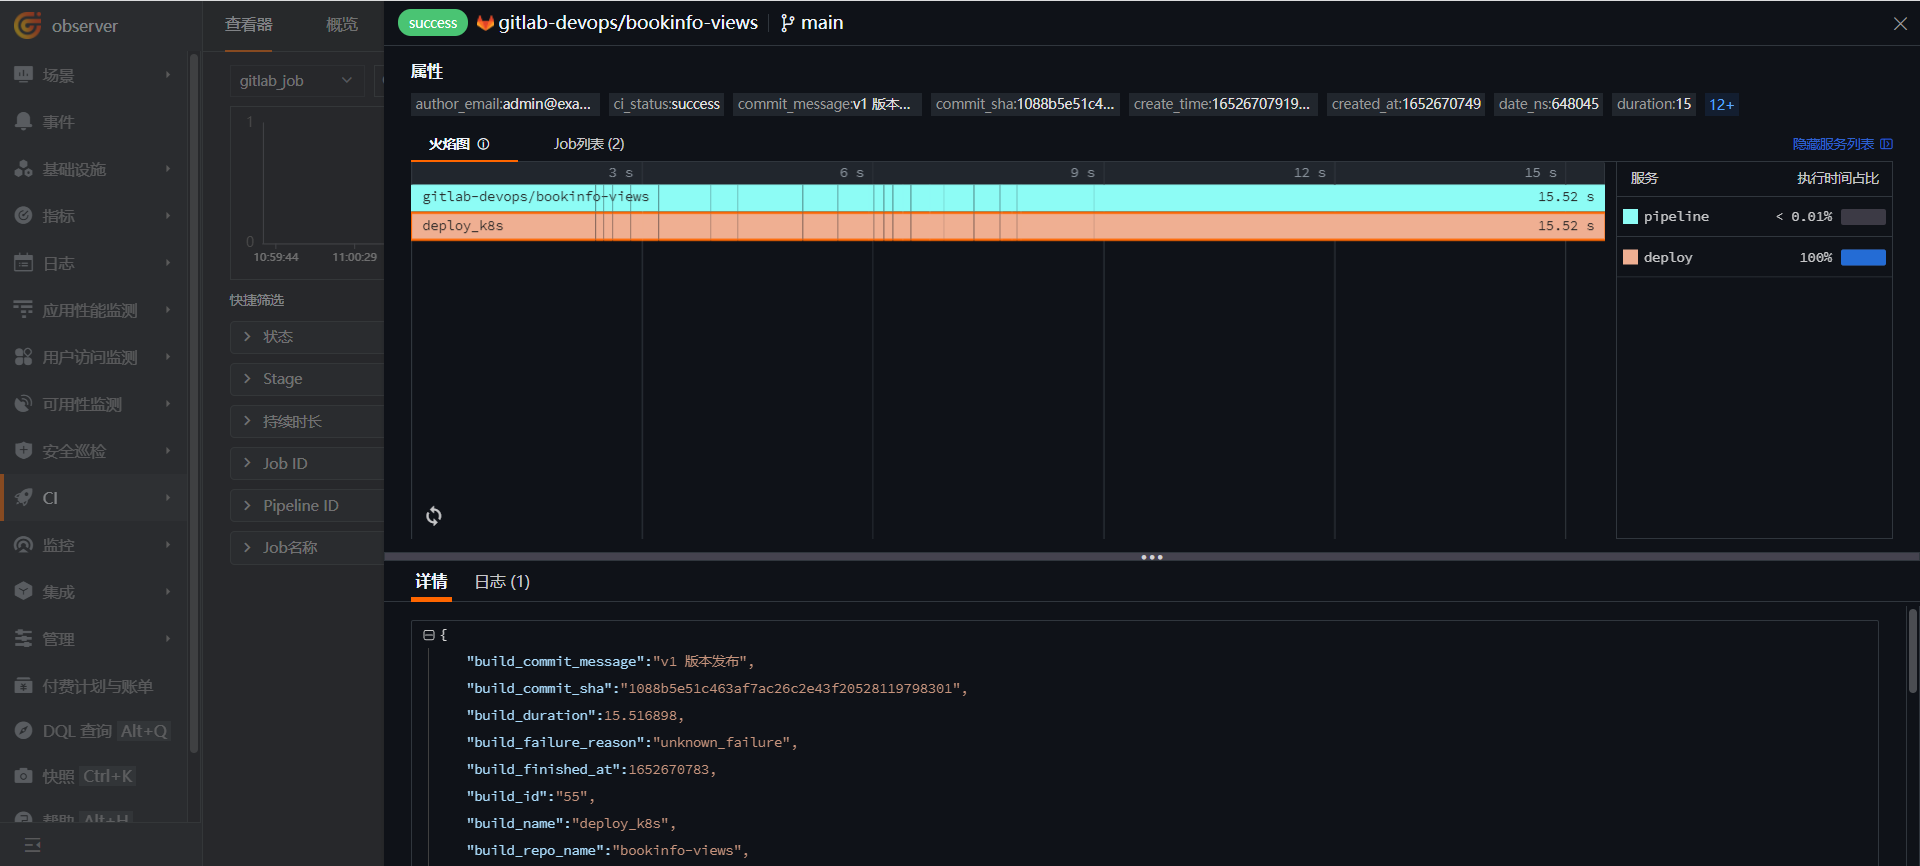 observer
场景
事件
基础设施
指标
日志
应用性能监测
用户访问监测
可用性监测
安全巡检
CI
监控
集成
管理
付费计划与账单
DQL 查询 Alt+Q
快照 Ctrl+K
帮助 Alt+H
查看器 概览
gitlab_job
1
0
10:59:44 11:00:29
快捷筛选
状态
Stage
持续时长
Job ID
Pipeline ID
Job名称
success gitlab-devops/bookinfo-views main
属性
author_email:admin@exa... ci_status:success commit_message:v1 版本... commit_sha:1088b5e51c4... create_time:16526707919... created_at:1652670749 date_ns:648045 duration:15 12+
火焰图 Job列表 (2) 隐藏服务列表
3 s 6 s 9 s 12 s 15 s
gitlab-devops/bookinfo-views 15.52 s
deploy_k8s 15.52 s
服务 执行时间占比
pipeline < 0.01%
deploy 100%
详情 日志 (1)
{
"build_commit_message":"v1 版本发布",
"build_commit_sha":"1088b5e51c463af7ac26c2e43f20528119798301",
"build_duration":15.516898,
"build_failure_reason":"unknown_failure",
"build_finished_at":1652670783,
"build_id":"55",
"build_name":"deploy_k8s",
"build_repo_name":"bookinfo-views",